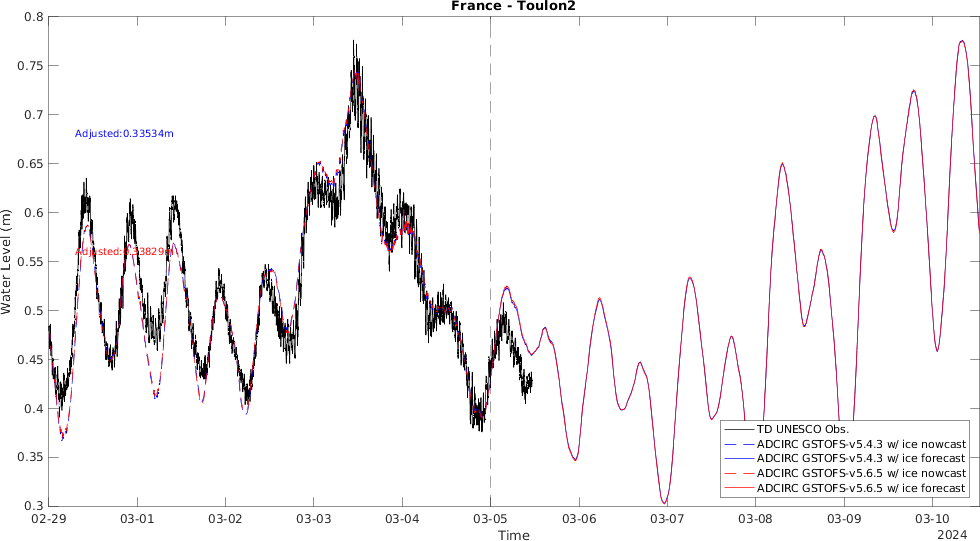 France - Toulon2
0.8
0.75
0.7
0.65
0.6
0.55
0.5
0.45
0.4
0.35
0.3
Water Level (m)
Adjusted:0.33534m
Adjusted:0.33829m
TD UNESCO Obs.
ADCIRC GSTOFS-v5.4.3 w/ ice nowcast
ADCIRC GSTOFS-v5.4.3 w/ ice forecast
ADCIRC GSTOFS-v5.6.5 w/ ice nowcast
ADCIRC GSTOFS-v5.6.5 w/ ice forecast
02-29 03-01 03-02 03-03 03-04 03-05 03-06 03-07 03-08 03-09 03-10
Time
2024